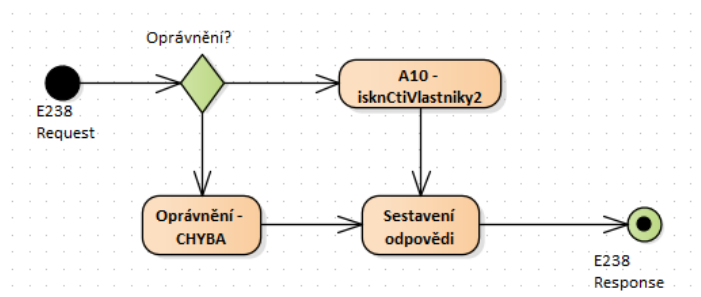 Oprávnění?
A10 -
isknCtiVlastniky2
E238
Request
Oprávnění -
CHYBA
Sestavení
odpovědi
E238
Response